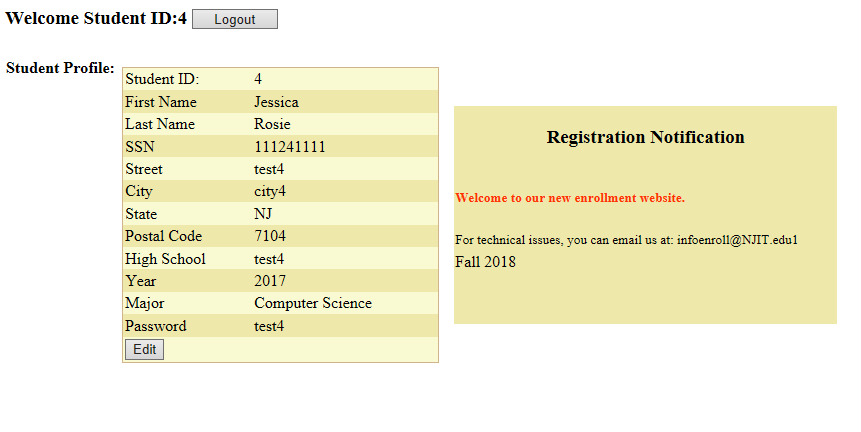 Welcome Student ID:4 Logout
Student Profile:
Student ID: 4
First Name Jessica
Last Name Rosie
SSN 111241111
Street test4
City city4
State NJ
Postal Code 7104
High School test4
Year 2017
Major Computer Science
Password test4
Edit
Registration Notification
Welcome to our new enrollment website.
For technical issues, you can email us at: infoenroll@NJIT.edu1
Fall 2018